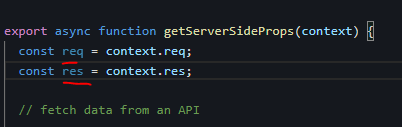 export async function getServerSideProps(context) {
const req = context.req;
const res = context.res;
// fetch data from an API